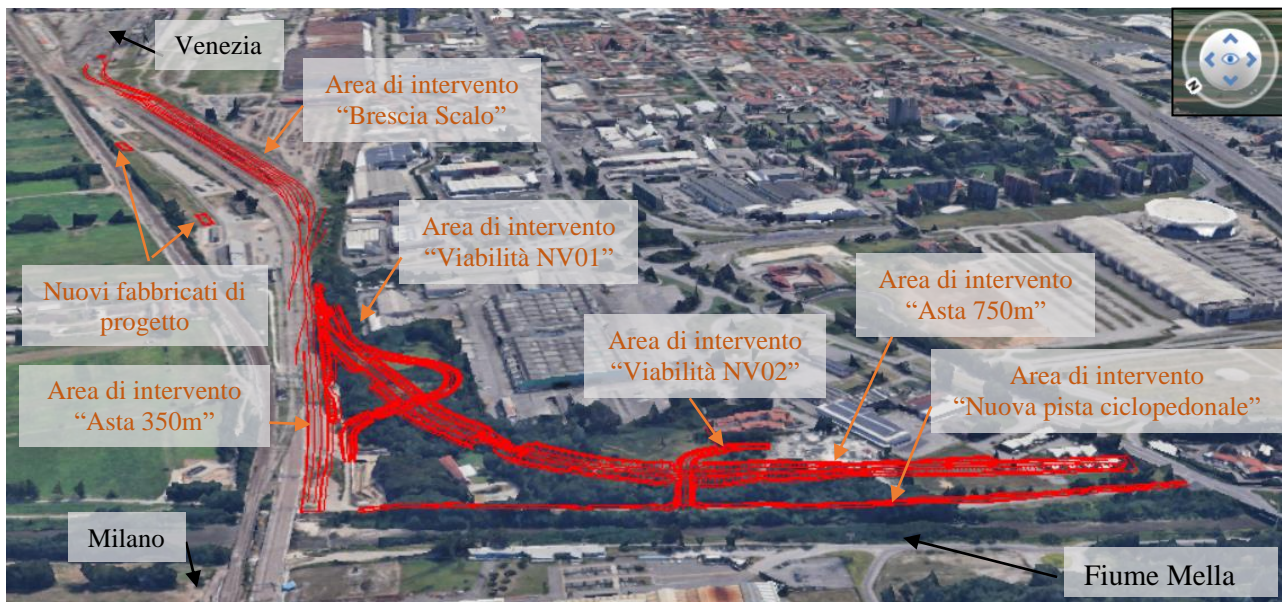 Venezia
Area di intervento
“Brescia Scalo”
Area di intervento
“Viabilità NV01”
Nuovi fabbricati di
progetto
Area di intervento
“Asta 750m”
Area di intervento
“Viabilità NV02”
Area di intervento
“Asta 350m”
Area di intervento
“Nuova pista ciclopedonale”
Milano
Fiume Mella
N